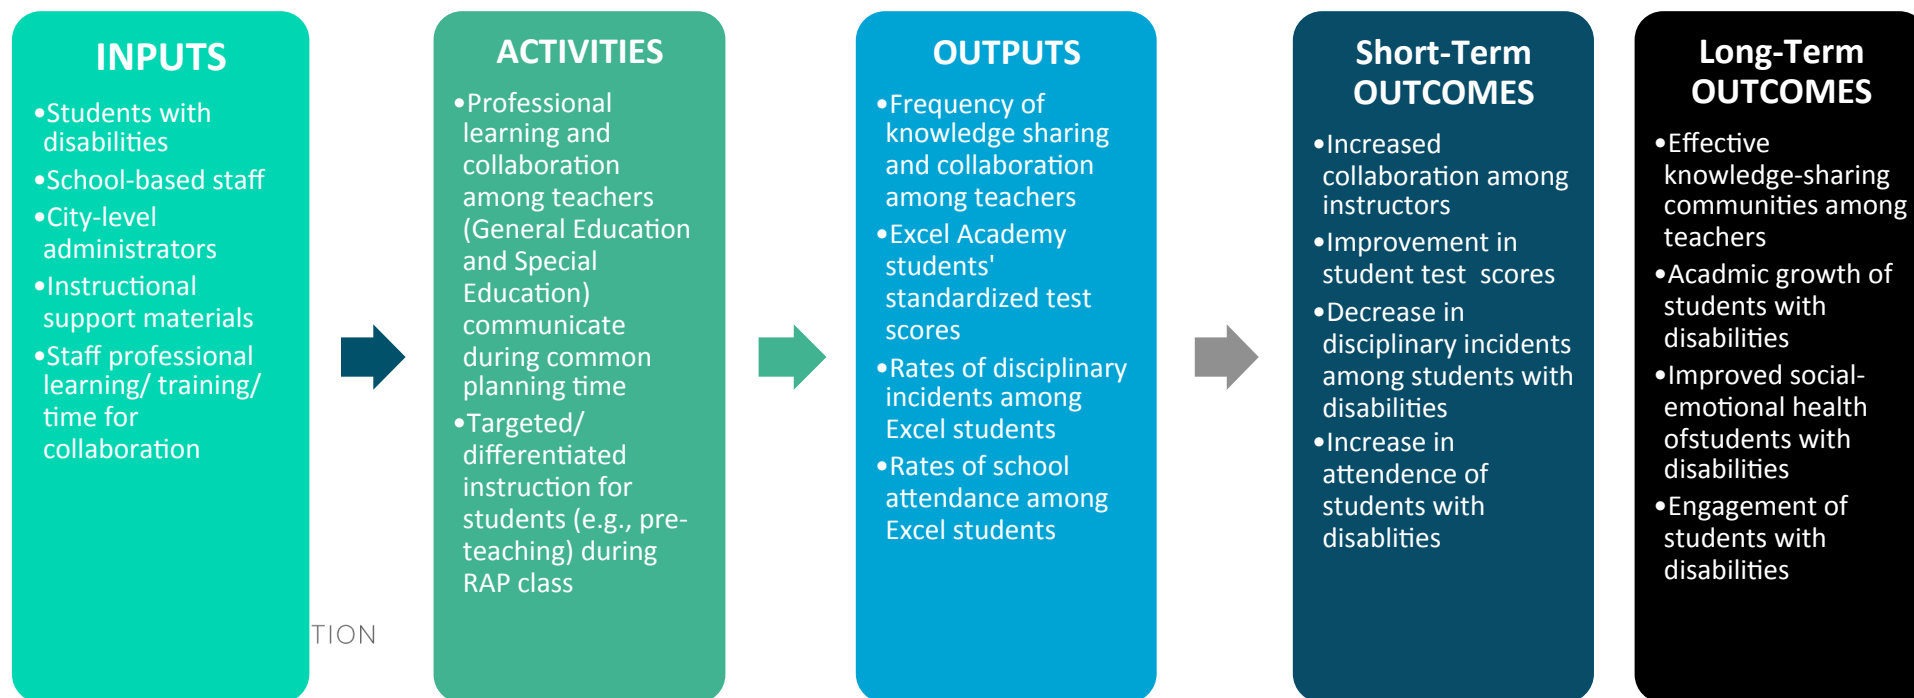 INPUTS
•Students with
disabilities
•School-based staff
•City-level
administrators
•Instructional
support materials
•Staff professional
learning/ training/
time for
collaboration
TION
ACTIVITIES
•Professional
learning and
collaboration
among teachers
(General Education
and Special
Education)
communicate
during common
planning time
•Targeted/
differentiated
instruction for
students (e.g., pre-
teaching) during
RAP class
OUTPUTS
•Frequency of
knowledge sharing
and collaboration
among teachers
•Excel Academy
students'
standardized test
scores
•Rates of disciplinary
incidents among
Excel students
•Rates of school
attendance among
Excel students
Short-Term
OUTCOMES
•Increased
collaboration among
instructors
•Improvement in
student test  scores
•Decrease in
disciplinary incidents
among students with
disabilities
•Increase in
attendence of
students with
disablities
Long-Term
OUTCOMES
•Effective
knowledge-sharing
communities among
teachers
•Acadmic growth of
students with
disabilities
•Improved social-
emotional health
ofstudents with
disabilities
•Engagement of
students with
disabilities